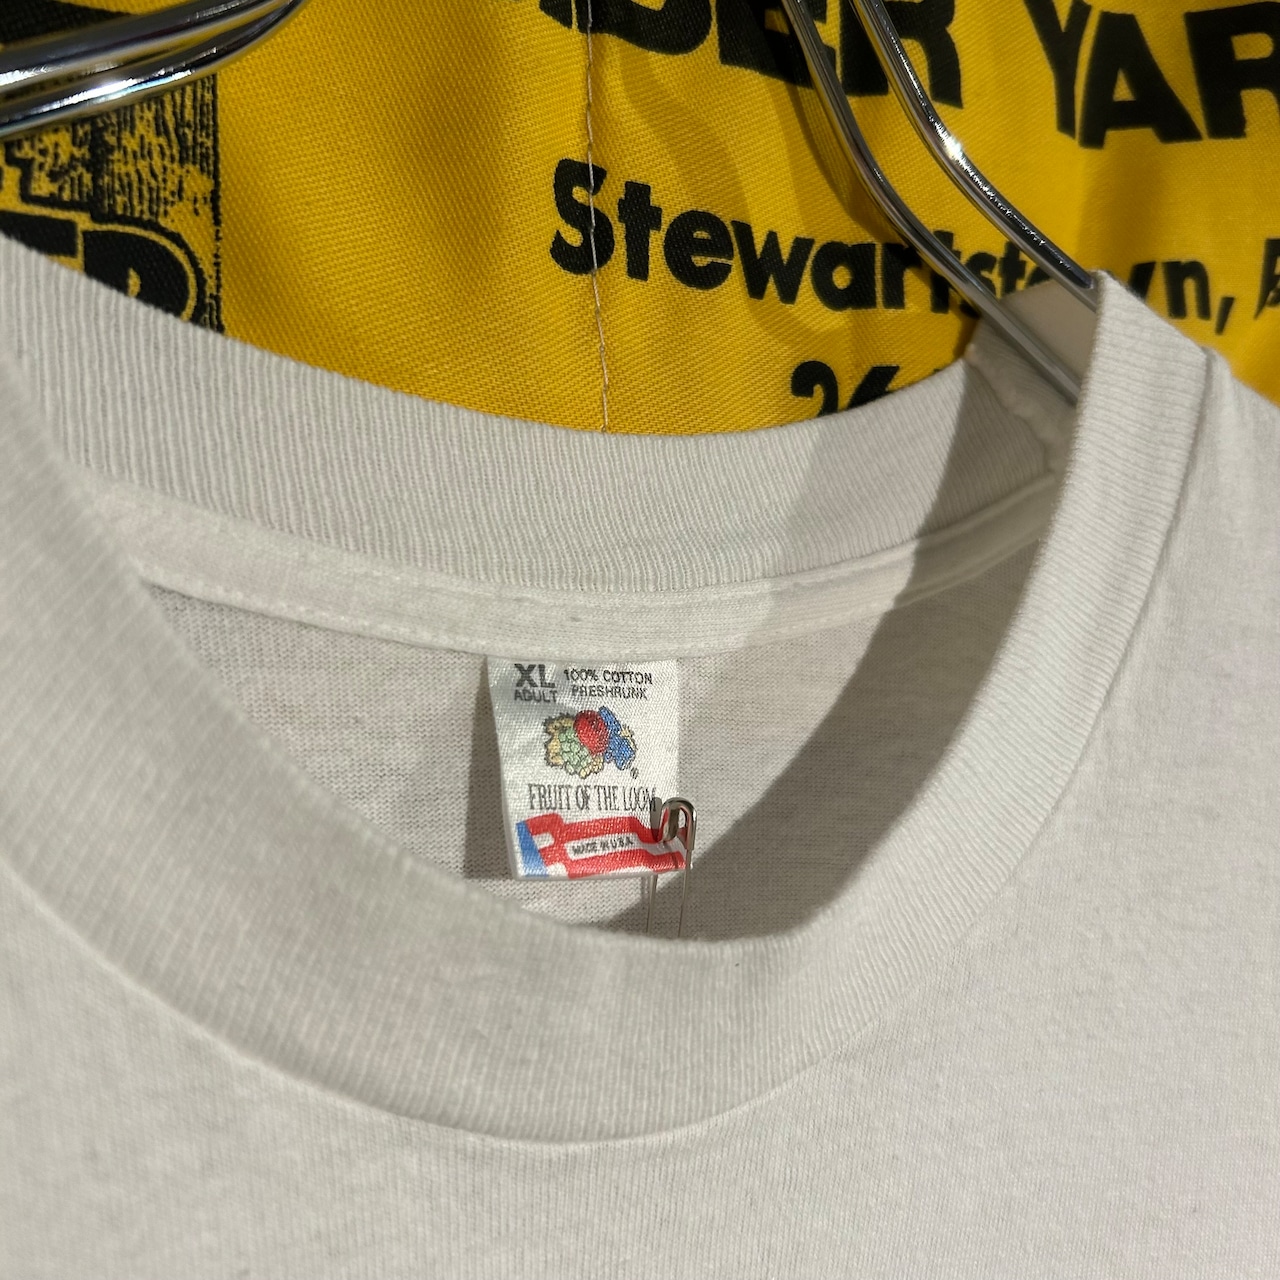 YAR
Stewartstown,
XL 100% COTTON
ADULT PRESHRUNK
®
FRUIT OF THE LOOM
MADE IN U.S.A.